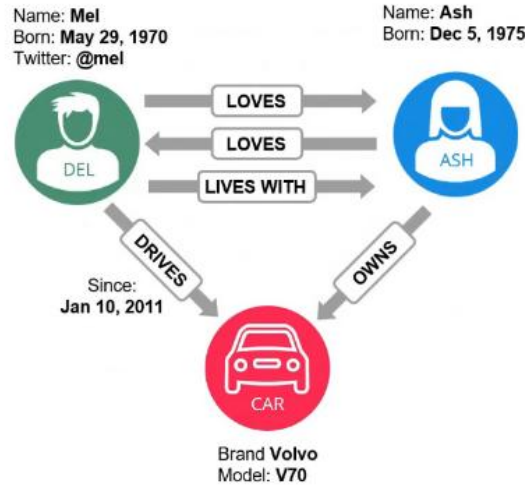 Name: Mel
Born: May 29, 1970
Twitter: @mel
Name: Ash
Born: Dec 5, 1975
LOVES
LOVES
LIVES WITH
DEL
ASH
DRIVES
OWNS
Since:
Jan 10, 2011
CAR
Brand Volvo
Model: V70